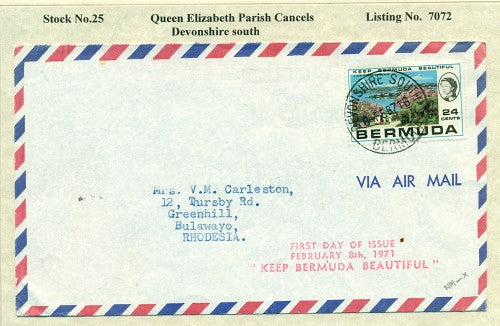 Stock No.25 Queen Elizabeth Parish Cancels Listing No. 7072
Devonshire south
KEEP BERMUDA BEAUTIFUL
DEVONSHIRE SOUTH
24
CENTS
BERMUDA
BERMUDA
VIA AIR MAIL
Mrs. V.M. Carleston,
12, Thursby Rd.
Greenhill,
Bulawayo,
RHODESIA.
FIRST DAY OF ISSUE
FEBRUARY 8th, 1971
"KEEP BERMUDA BEAUTIFUL"